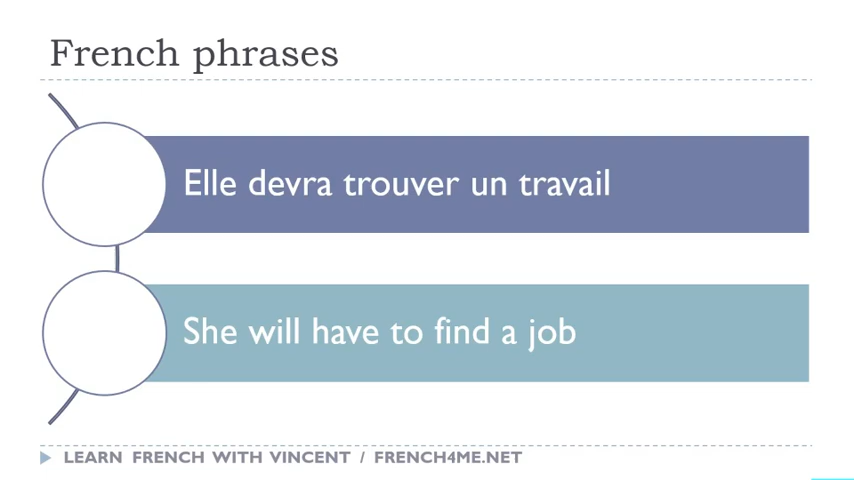 French phrases
Elle devra trouver un travail
She will have to find a job
LEARN FRENCH WITH VINCENT / FRENCH4ME.NET